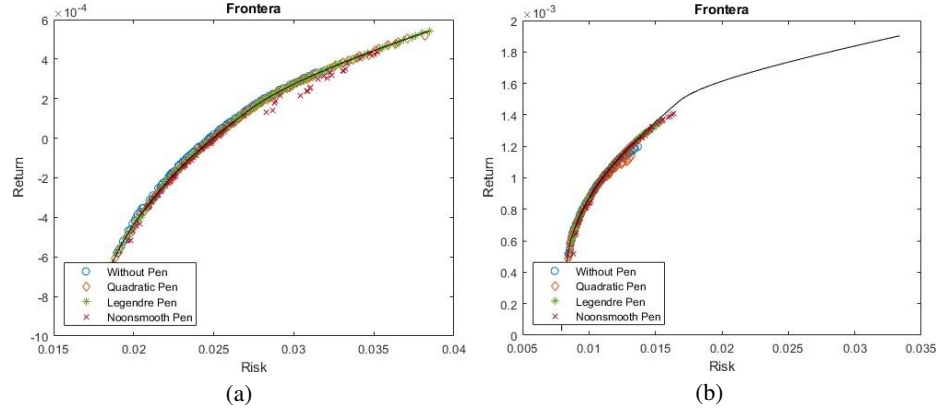 Frontera
6 ×10⁻⁴
4
2
0
-2
-4
-6
-8
-10
Return
Without Pen
Quadratic Pen
Legendre Pen
Noonsmooth Pen
0.015 0.02 0.025 0.03 0.035 0.04
Risk
(a)
Frontera
2 ×10⁻³
1.8
1.6
1.4
1.2
1
0.8
0.6
0.4
0.2
0
Return
Without Pen
Quadratic Pen
Legendre Pen
Noonsmooth Pen
0.005 0.01 0.015 0.02 0.025 0.03 0.035
Risk
(b)